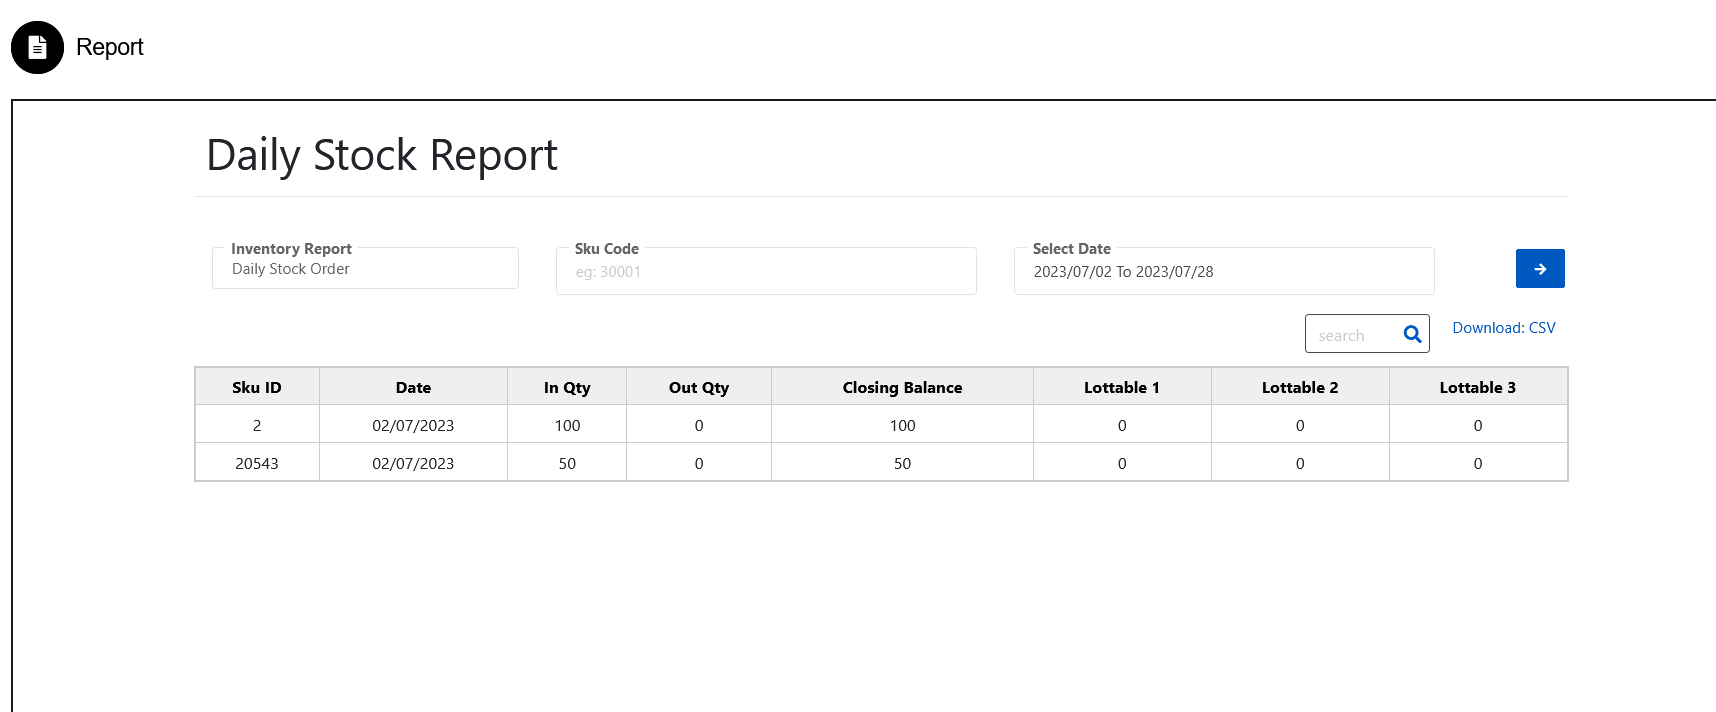 Report
Daily Stock Report
Inventory Report Sku Code Select Date
Daily Stock Order eg: 30001 2023/07/02 To 2023/07/28
search Download: CSV
Sku ID Date In Qty Out Qty Closing Balance Lottable 1 Lottable 2 Lottable 3
2 02/07/2023 100 0 100 0 0 0
20543 02/07/2023 50 0 50 0 0 0